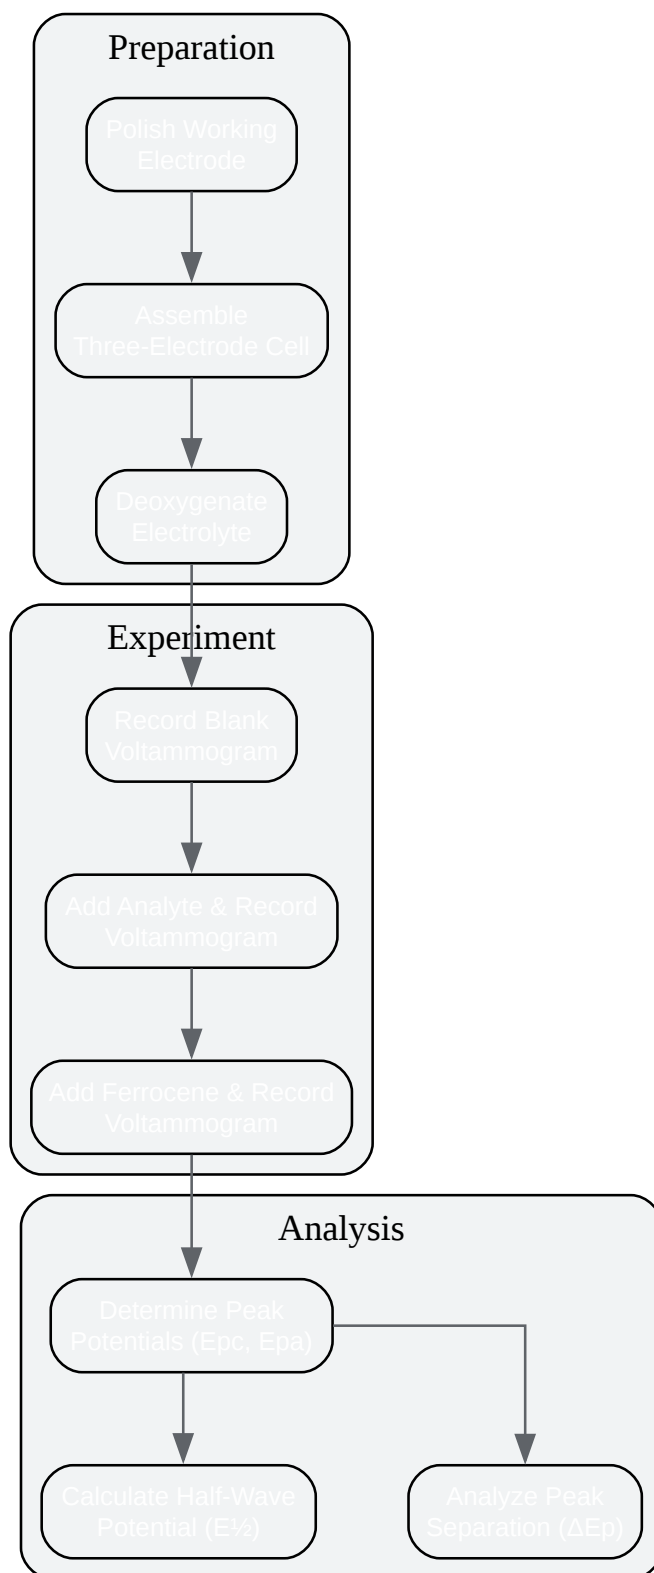 Preparation
Polish Working
Electrode
Assemble
Three-Electrode Cell
Deoxygenate
Electrolyte
Experiment
Record Blank
Voltammogram
Add Analyte & Record
Voltammogram
Add Ferrocene & Record
Voltammogram
Analysis
Determine Peak
Potentials (Epc, Epa)
Calculate Half-Wave
Potential (E½)
Analyze Peak
Separation (ΔEp)